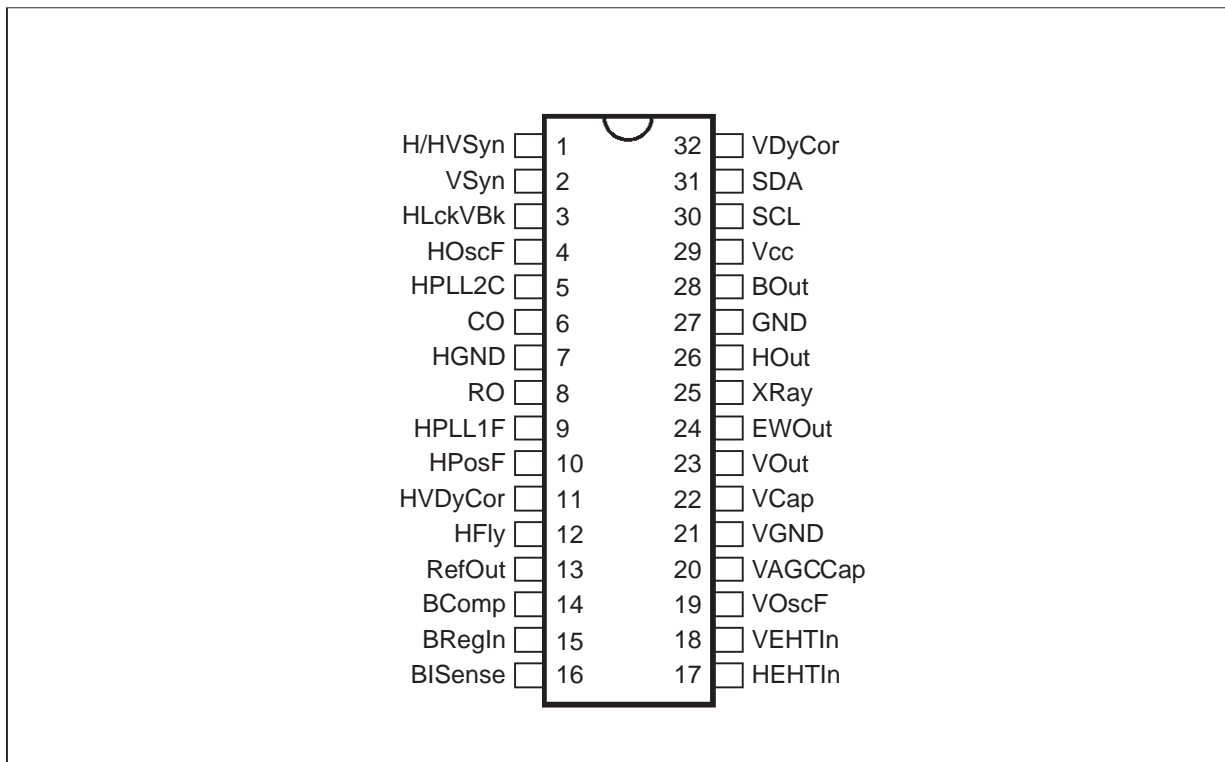 H/HVSyn 1 32 VDyCor
VSyn 2 31 SDA
HLckVBk 3 30 SCL
HOscF 4 29 Vcc
HPLL2C 5 28 BOut
CO 6 27 GND
HGND 7 26 HOut
RO 8 25 XRay
HPLL1F 9 24 EWOut
HPosF 10 23 VOut
HVDyCor 11 22 VCap
HFly 12 21 VGND
RefOut 13 20 VAGCCap
BComp 14 19 VOscF
BRegIn 15 18 VEHTIn
BISense 16 17 HEHTIn